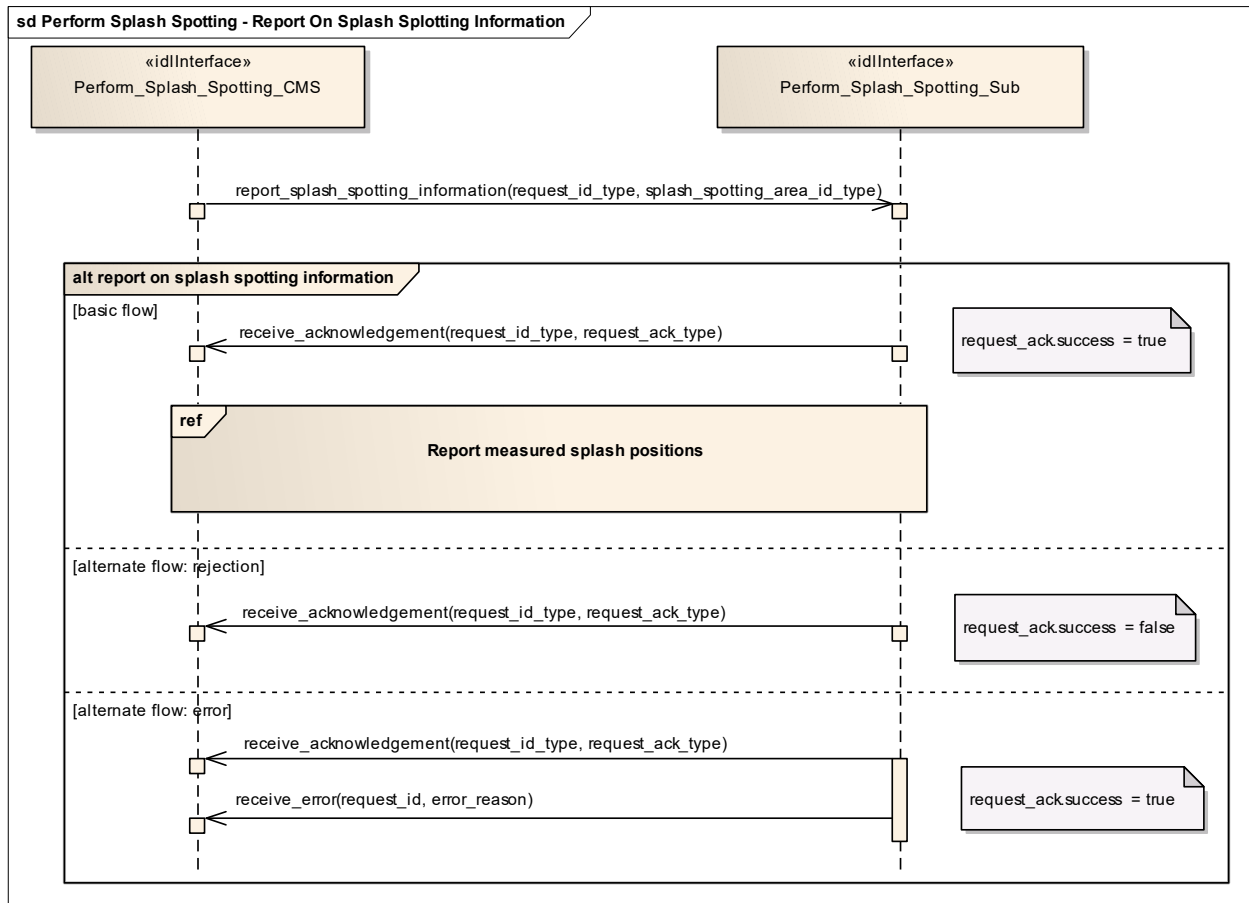 sd Perform Splash Spotting - Report On Splash Splotting Information
«idlInterface»
Perform_Splash_Spotting_CMS
«idlInterface»
Perform_Splash_Spotting_Sub
report_splash_spotting_information(request_id_type, splash_spotting_area_id_type)
alt report on splash spotting information
[basic flow]
receive_acknowledgement(request_id_type, request_ack_type)
request_ack.success = true
ref
Report measured splash positions
[alternate flow: rejection]
receive_acknowledgement(request_id_type, request_ack_type)
request_ack.success = false
[alternate flow: error]
receive_acknowledgement(request_id_type, request_ack_type)
receive_error(request_id, error_reason)
request_ack.success = true